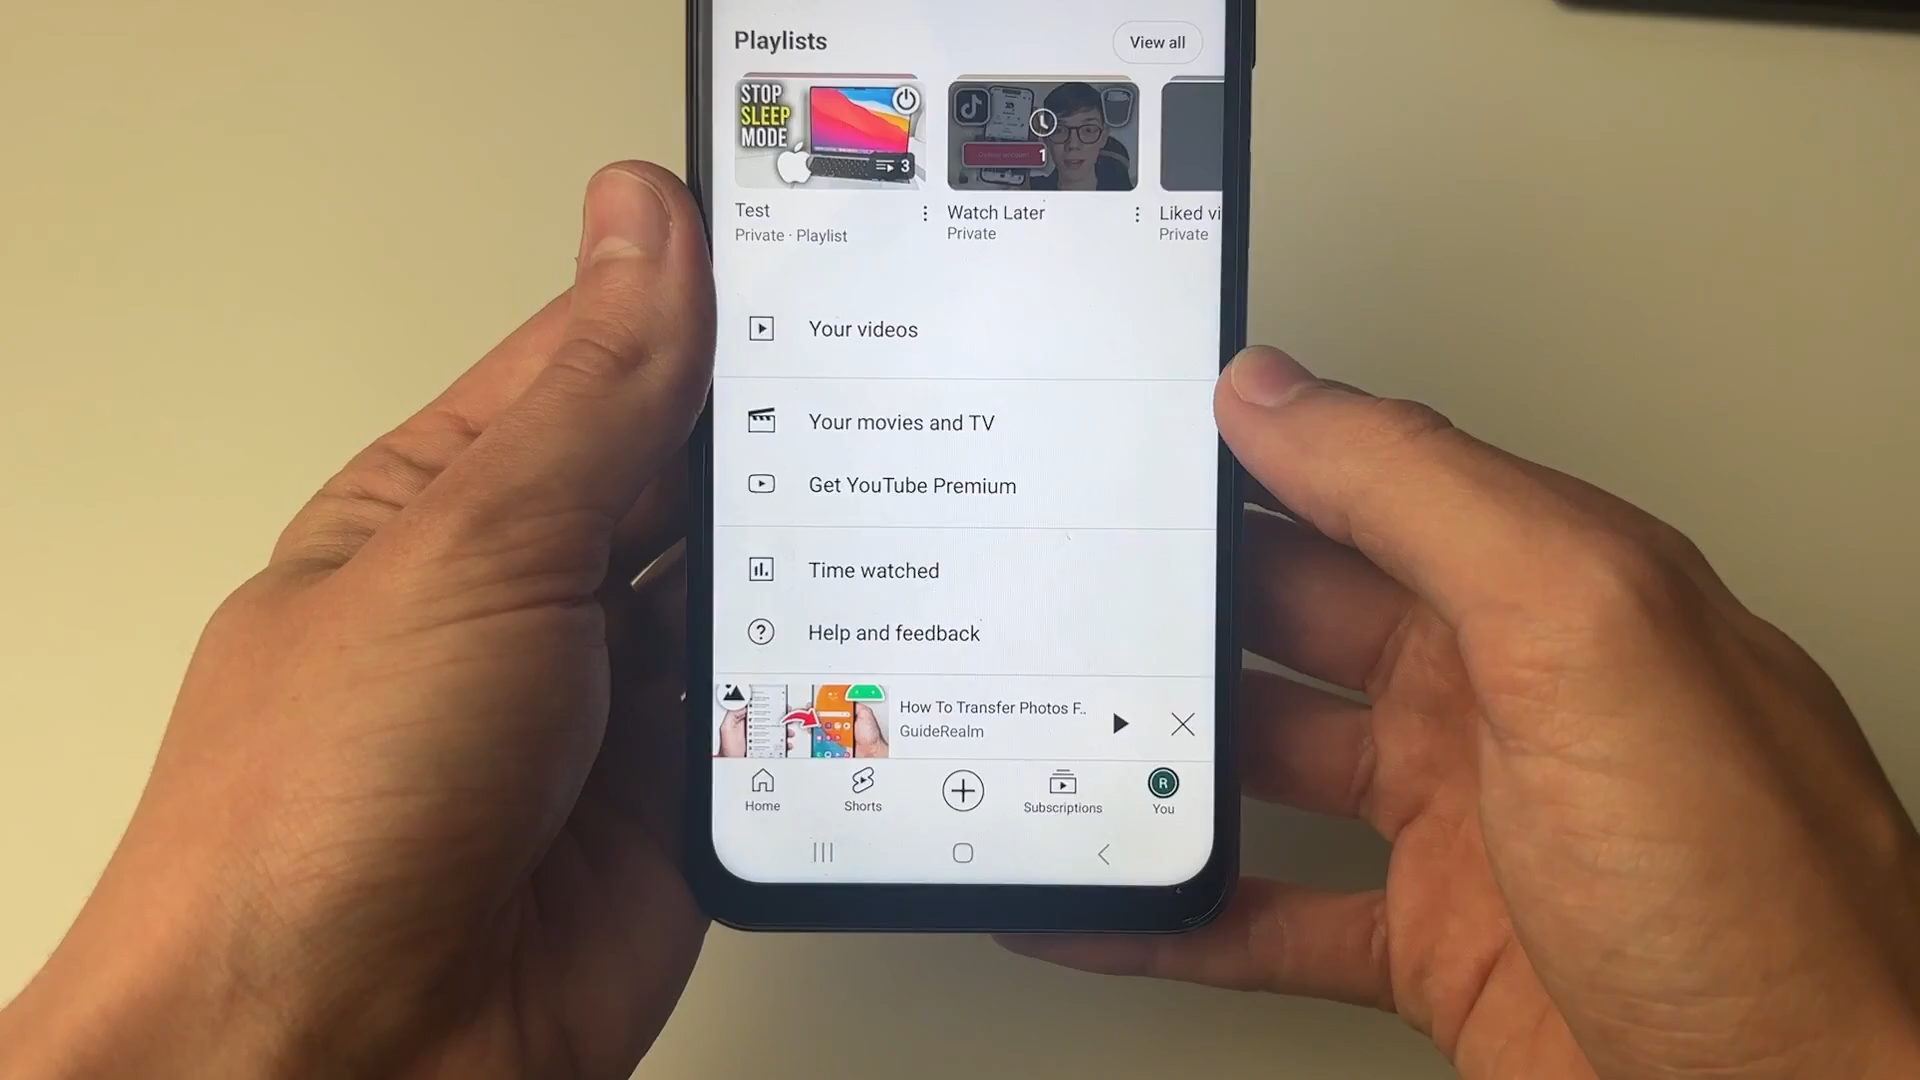 Playlists
View all
STOP
SLEEP
MODE
3
1
Test
Private · Playlist
Watch Later
Private
Liked vi
Private
Your videos
Your movies and TV
Get YouTube Premium
Time watched
Help and feedback
How To Transfer Photos F..
GuideRealm
Home
Shorts
Subscriptions
R
You